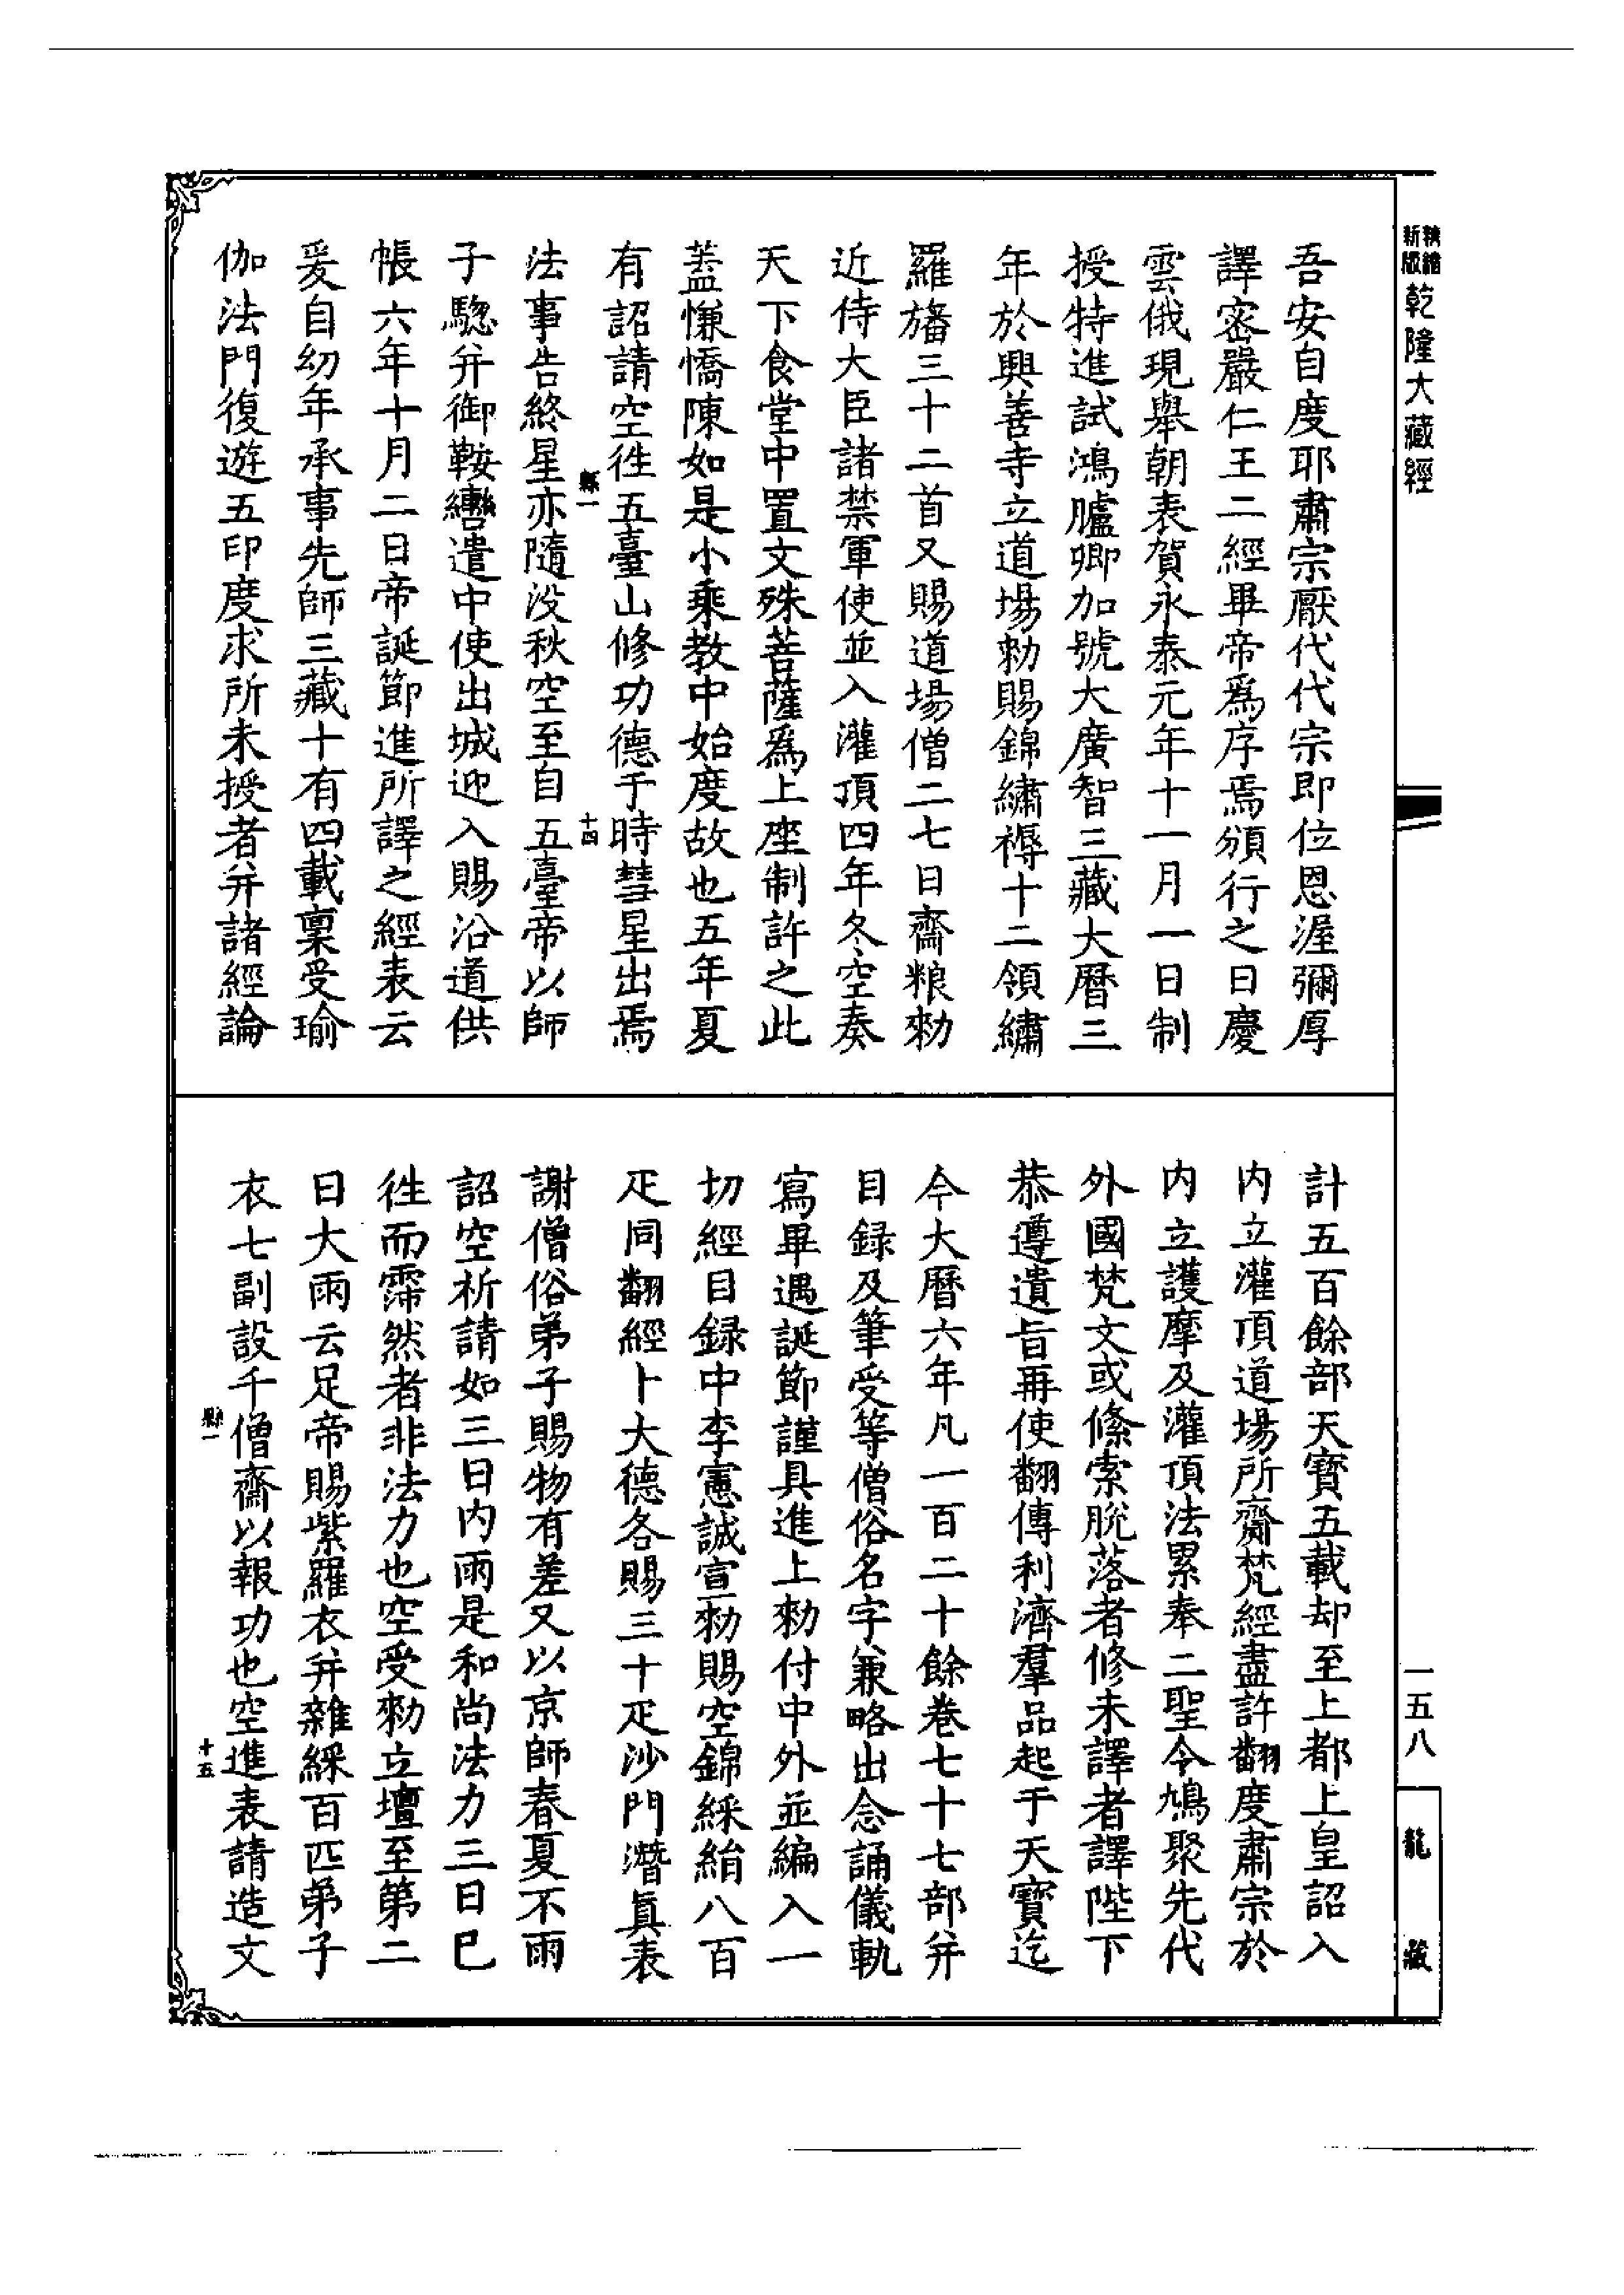 新版
精縮
乾隆大藏經
吾安自度耶肅宗厭代代宗即位恩渥彌厚
譯密嚴仁王二經畢帝爲序焉頒行之日慶
雲俄現舉朝表賀永泰元年十一月一日制
授特進試鴻臚卿加號大廣智三藏大曆三
年於興善寺立道場勅賜錦繡褥十二領繡
羅旛三十二首又賜道場僧二七日齋粮勅
近侍大臣諸禁軍使並入灌頂四年冬空奏
天下食堂中置文殊菩薩爲上座制許之此
蓋慊憍陳如是小乘教中始度故也五年夏
有詔請空徃五臺山修功德于時彗星出焉
縣一
十四
法事告終星亦隨沒秋空至自五臺帝以師
子驄并御鞍轡遣中使出城迎入賜沿道供
帳六年十月二日帝誕節進所譯之經表云
爰自幼年承事先師三藏十有四載稟受瑜
伽法門復遊五印度求所未授者并諸經論
計五百餘部天寶五載却至上都上皇詔入
內立灌頂道場所齎梵經盡許翻度肅宗於
內立護摩及灌頂法累奉二聖令鳩聚先代
外國梵文或絛索脫落者修未譯者譯陛下
恭遵遺旨再使翻傳利濟羣品起于天寶迄
今大曆六年凡一百二十餘卷七十七部并
目録及筆受等僧俗名字兼略出念誦儀軌
寫畢遇誕節謹具進上勅付中外並編入一
切經目録中李憲誠宣勅賜空錦綵絹八百
疋同翻經十大德各賜三十疋沙門潛眞表
謝僧俗弟子賜物有差又以京師春夏不雨
詔空祈請如三日內雨是和尚法力三日已
徃而霈然者非法力也空受勅立壇至第二
日大雨云足帝賜紫羅衣并雜綵百匹弟子
衣七副設千僧齋以報功也空進表請造文
縣一
十五
一五八
龍藏